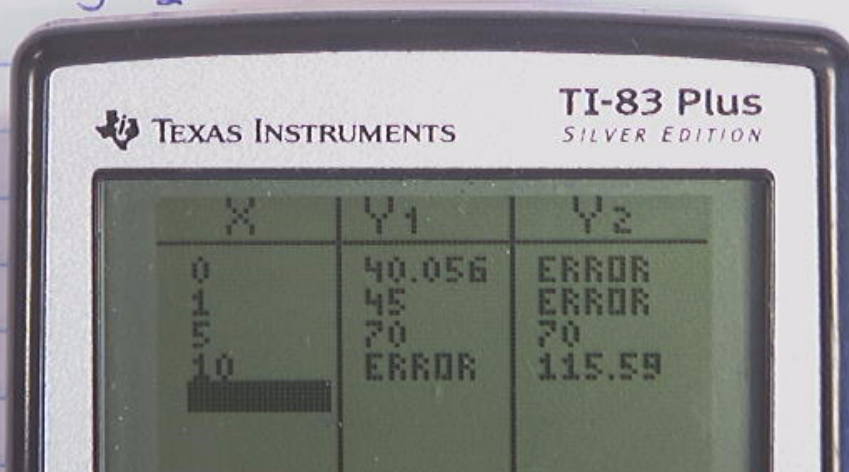 TI-83 Plus
TEXAS INSTRUMENTS
SILVER EDITION
X Y1 Y2
0 40.056 ERROR
1 45 ERROR
5 70 70
10 ERROR 115.59